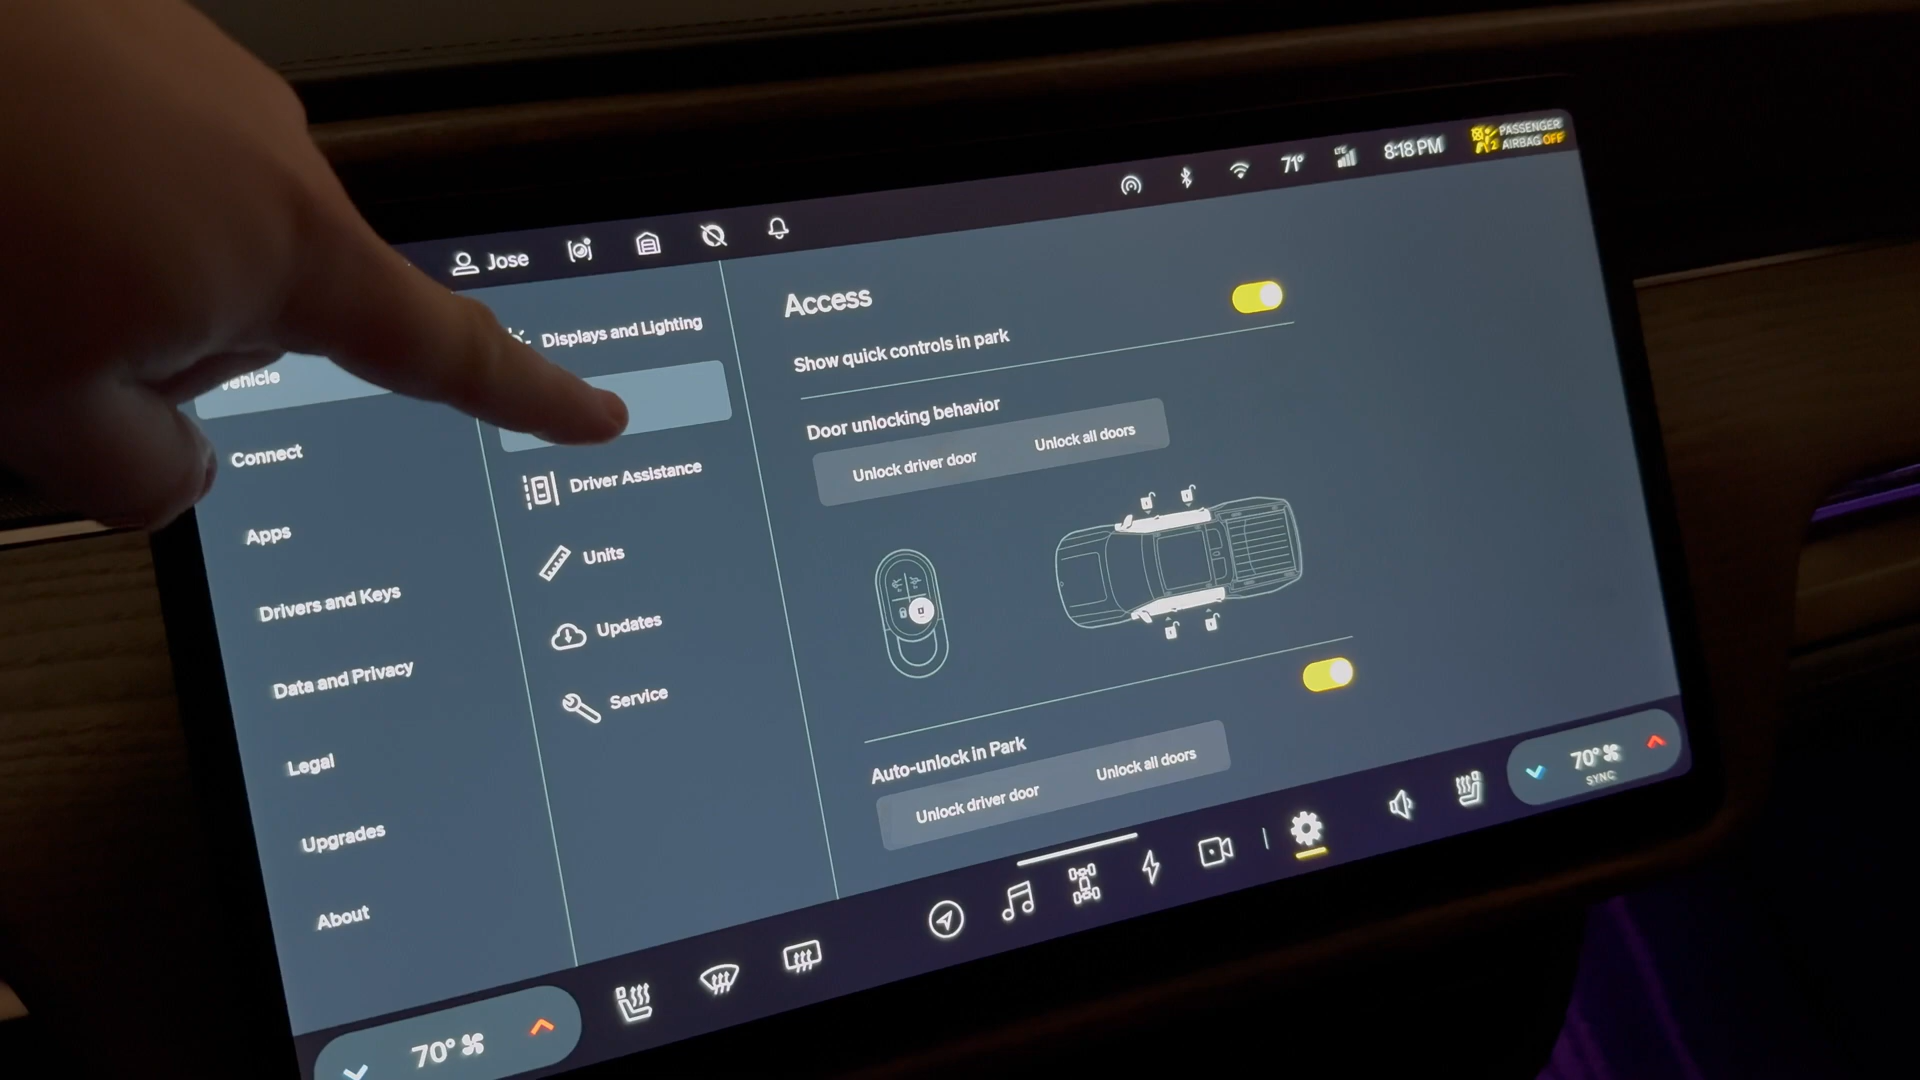 PASSENGER
AIRBAG OFF
8:18 PM
LTE
71°
Jose
Vehicle
Connect
Apps
Drivers and Keys
Data and Privacy
Legal
Upgrades
About
Displays and Lighting
Driver Assistance
Units
Updates
Service
Access
Show quick controls in park
Door unlocking behavior
Unlock driver door
Unlock all doors
Auto-unlock in Park
Unlock driver door
Unlock all doors
70°
70°
SYNC